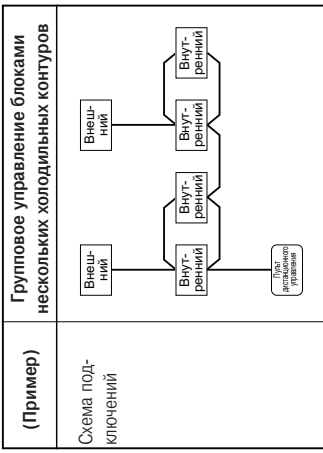 (Пример)
Групповое управление блоками
нескольких холодильных контуров
Схема под-
ключений
Внеш-
ний
Внеш-
ний
Внут-
ренний
Внут-
ренний
Внут-
ренний
Внут-
ренний
Пульт
дистанционного
управления